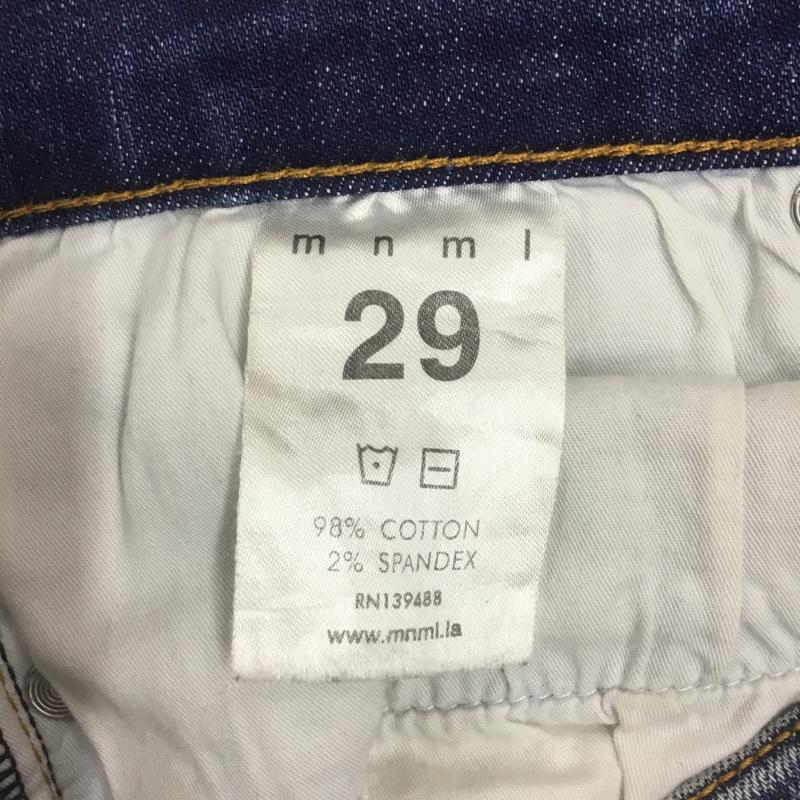 m n m l
29
98% COTTON
2% SPANDEX
RN139488
www.mnml.la